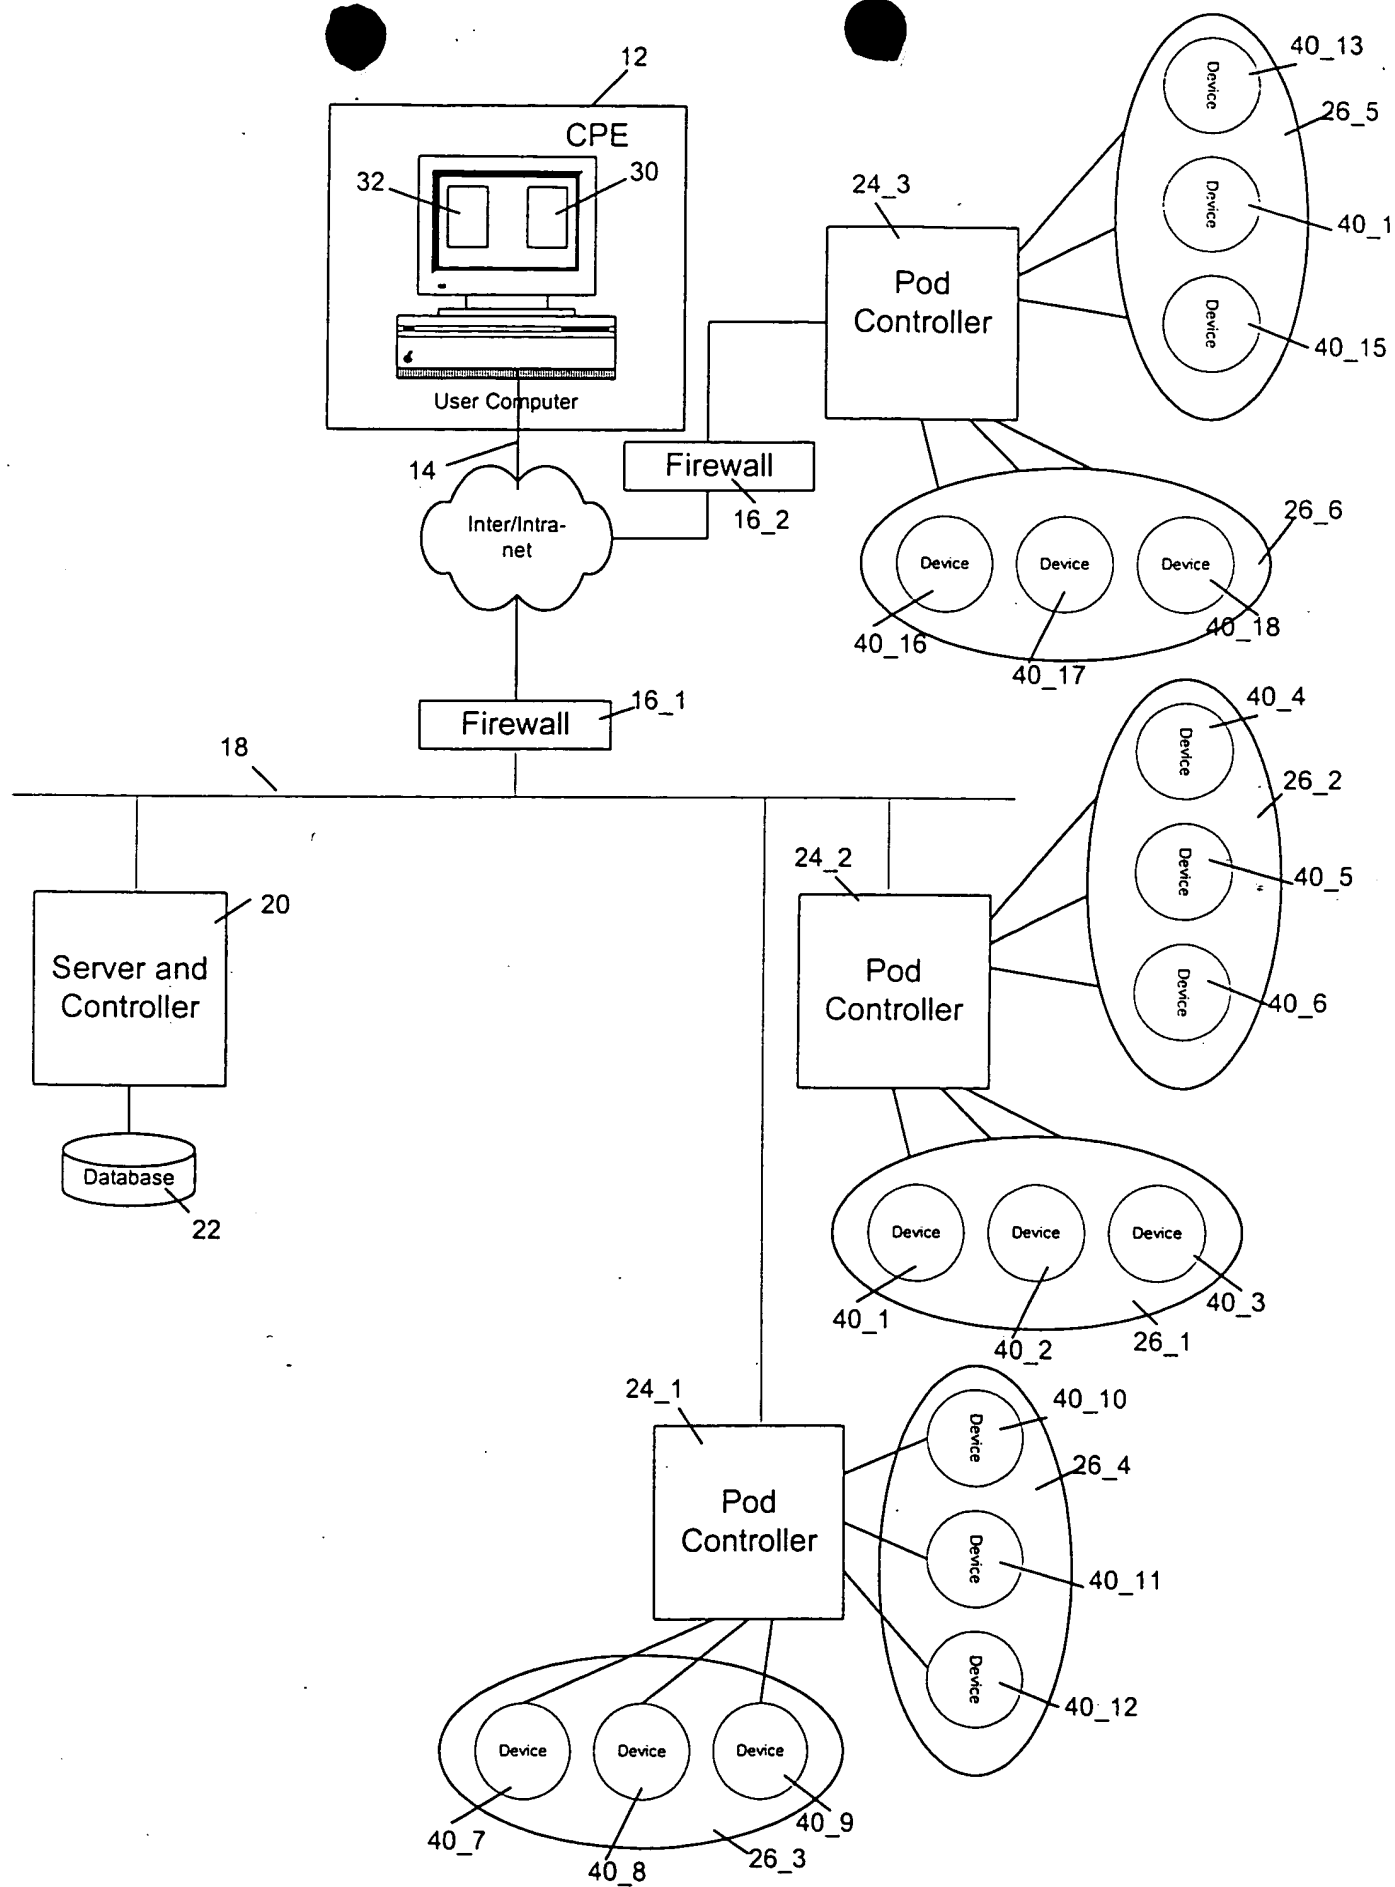 12
CPE
32
30
User Computer
14
Inter/Intra-
net
Firewall
16_2
24_3
Pod
Controller
Device
40_13
26_5
Device
40_1
Device
40_15
26_6
Device
Device
Device
40_16
40_17
40_18
Firewall
16_1
18
20
Server and
Controller
Database
22
24_2
Pod
Controller
Device
40_4
26_2
Device
40_5
Device
40_6
Device
Device
Device
40_1
40_2
40_3
26_1
24_1
Pod
Controller
Device
40_10
26_4
Device
40_11
Device
40_12
Device
Device
Device
40_7
40_8
40_9
26_3